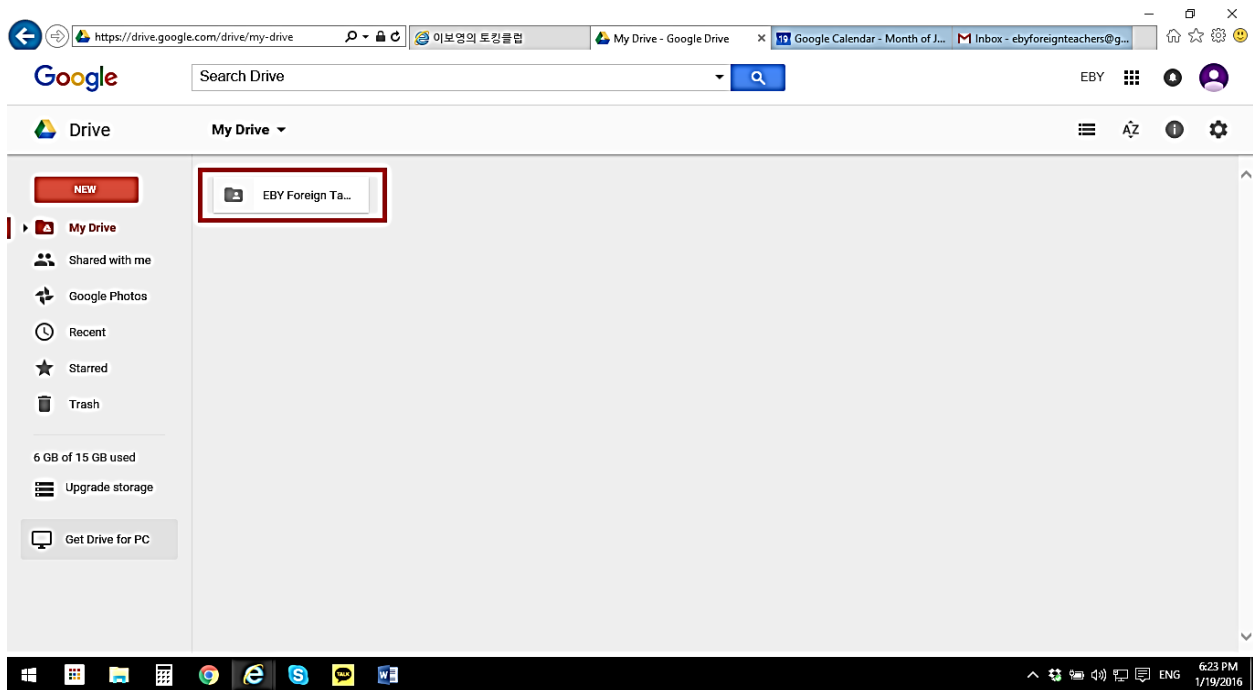 https://drive.google.com/drive/my-drive
이보영의 토킹클럽
My Drive - Google Drive
19 Google Calendar - Month of J...
Inbox - ebyforeignteachers@g...
Google
Search Drive
EBY
Drive
My Drive
AZ
NEW
EBY Foreign Ta...
My Drive
Shared with me
Google Photos
Recent
Starred
Trash
6 GB of 15 GB used
Upgrade storage
Get Drive for PC
TALK
ENG
6:23 PM
1/19/2016